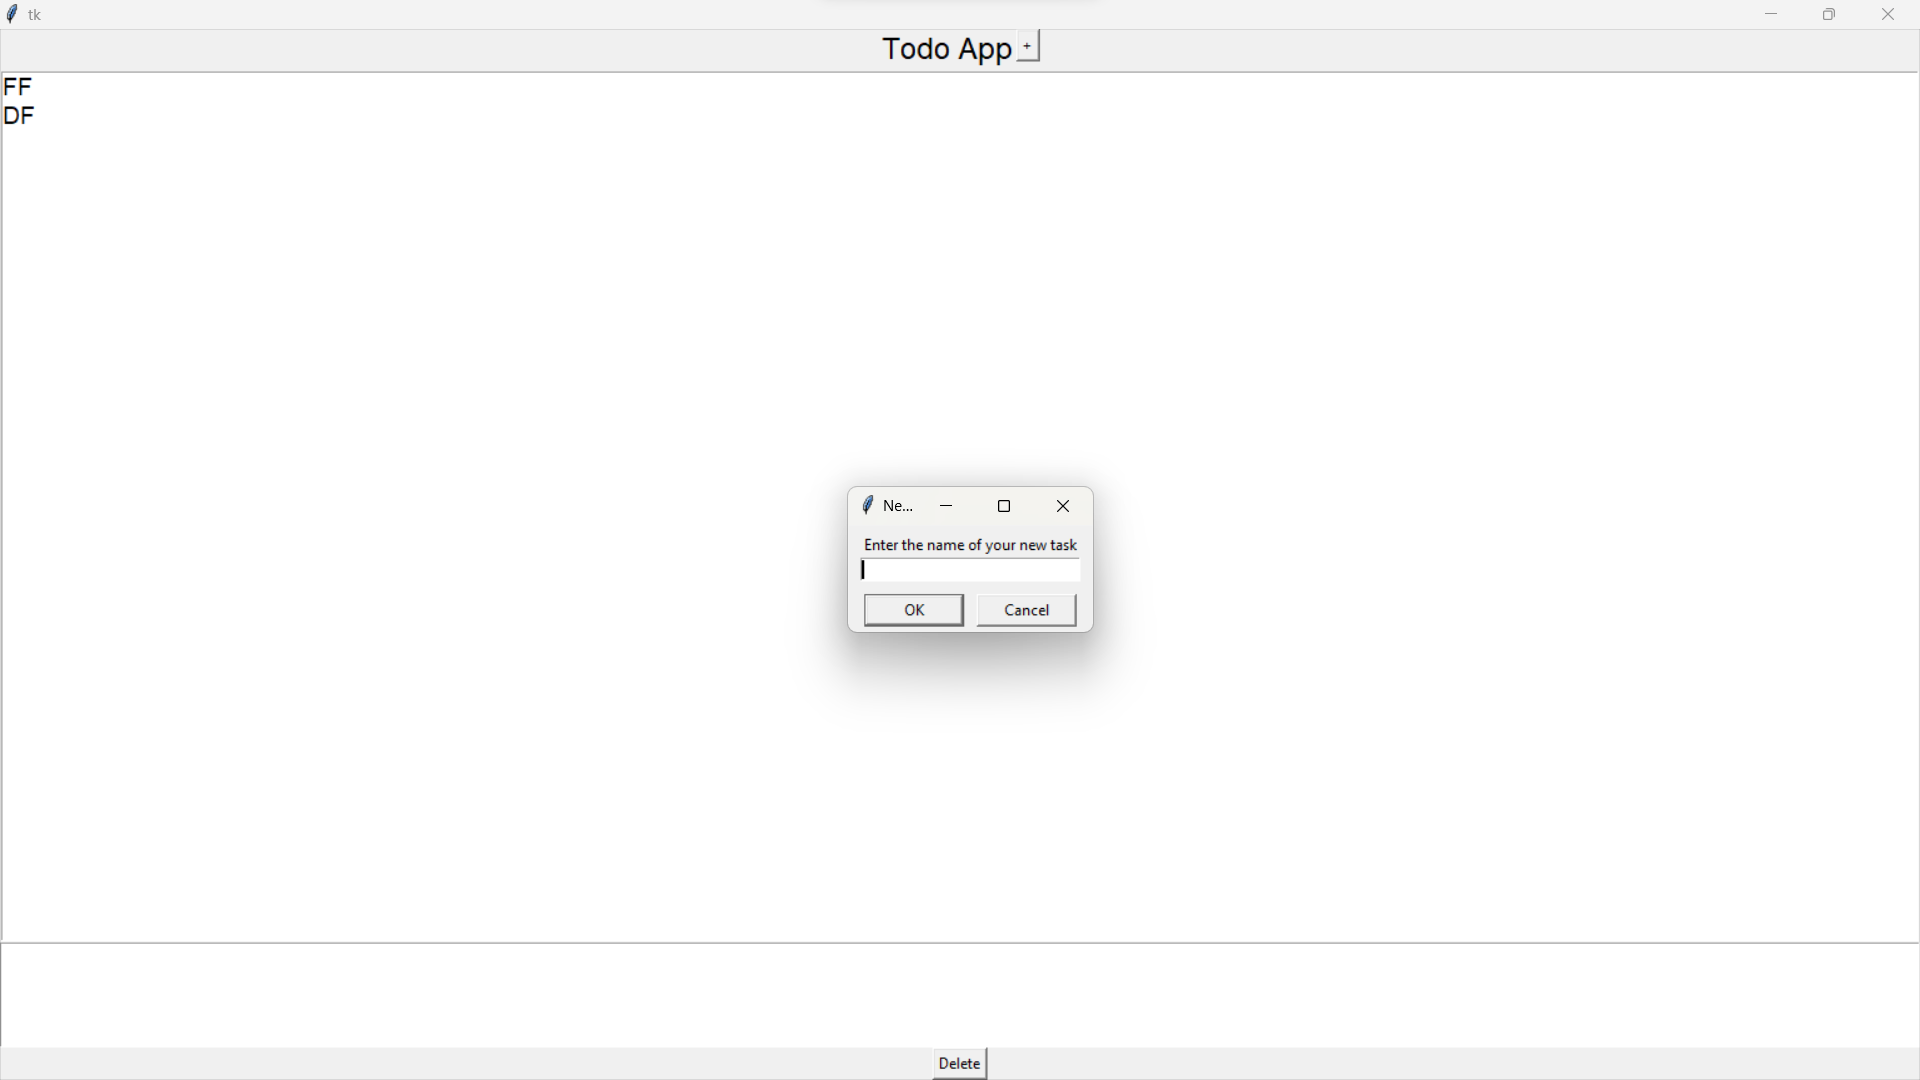 tk
Todo App +
FF
DF
Ne...
Enter the name of your new task
OK Cancel
Delete